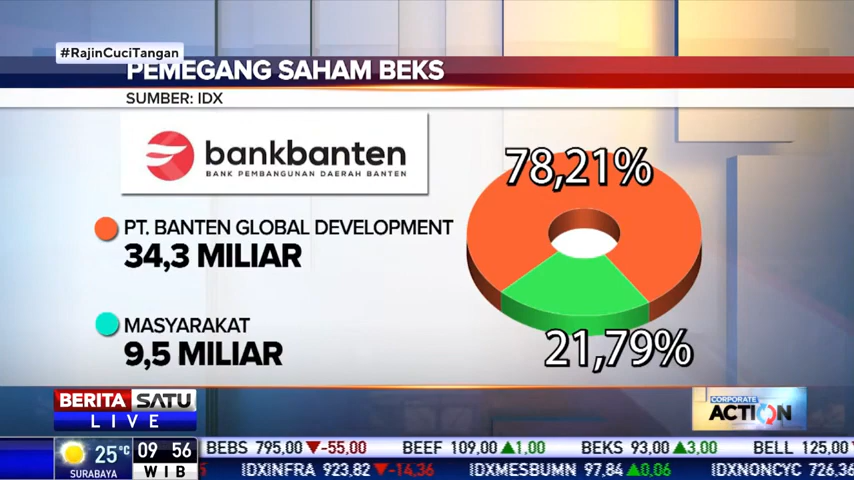 #RajinCuciTangan
PEMEGANG SAHAM BEKS
SUMBER: IDX
bankbanten
BANK PEMBANGUNAN DAERAH BANTEN
78,21%
PT. BANTEN GLOBAL DEVELOPMENT
34,3 MILIAR
MASYARAKAT
9,5 MILIAR
21,79%
BERITA SATU
LIVE
CORPORATE
ACTION
25°C
SURABAYA
09 56
WIB
BEBS 795,00 ▼-55,00 BEEF 109,00 ▲1,00 BEKS 93,00 ▲3,00 BELL 125,00
IDXINFRA 923,82 ▼-14,36 IDXMESBUMN 97,84 ▲0,06 IDXNONCYC 726,36